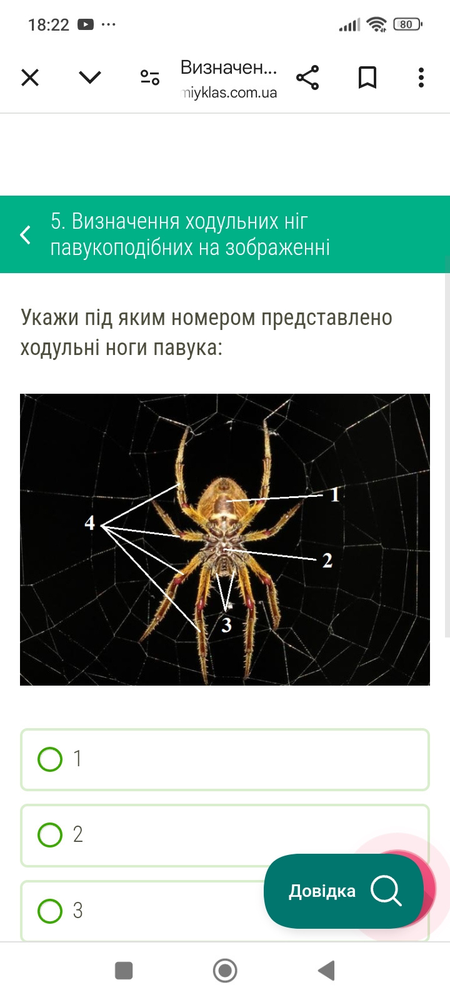 18:22
80
Визначен...
miyklas.com.ua
5. Визначення ходульних ніг
павукоподібних на зображенні
Укажи під яким номером представлено
ходульні ноги павука:
1
4
2
3
1
2
Довідка
3